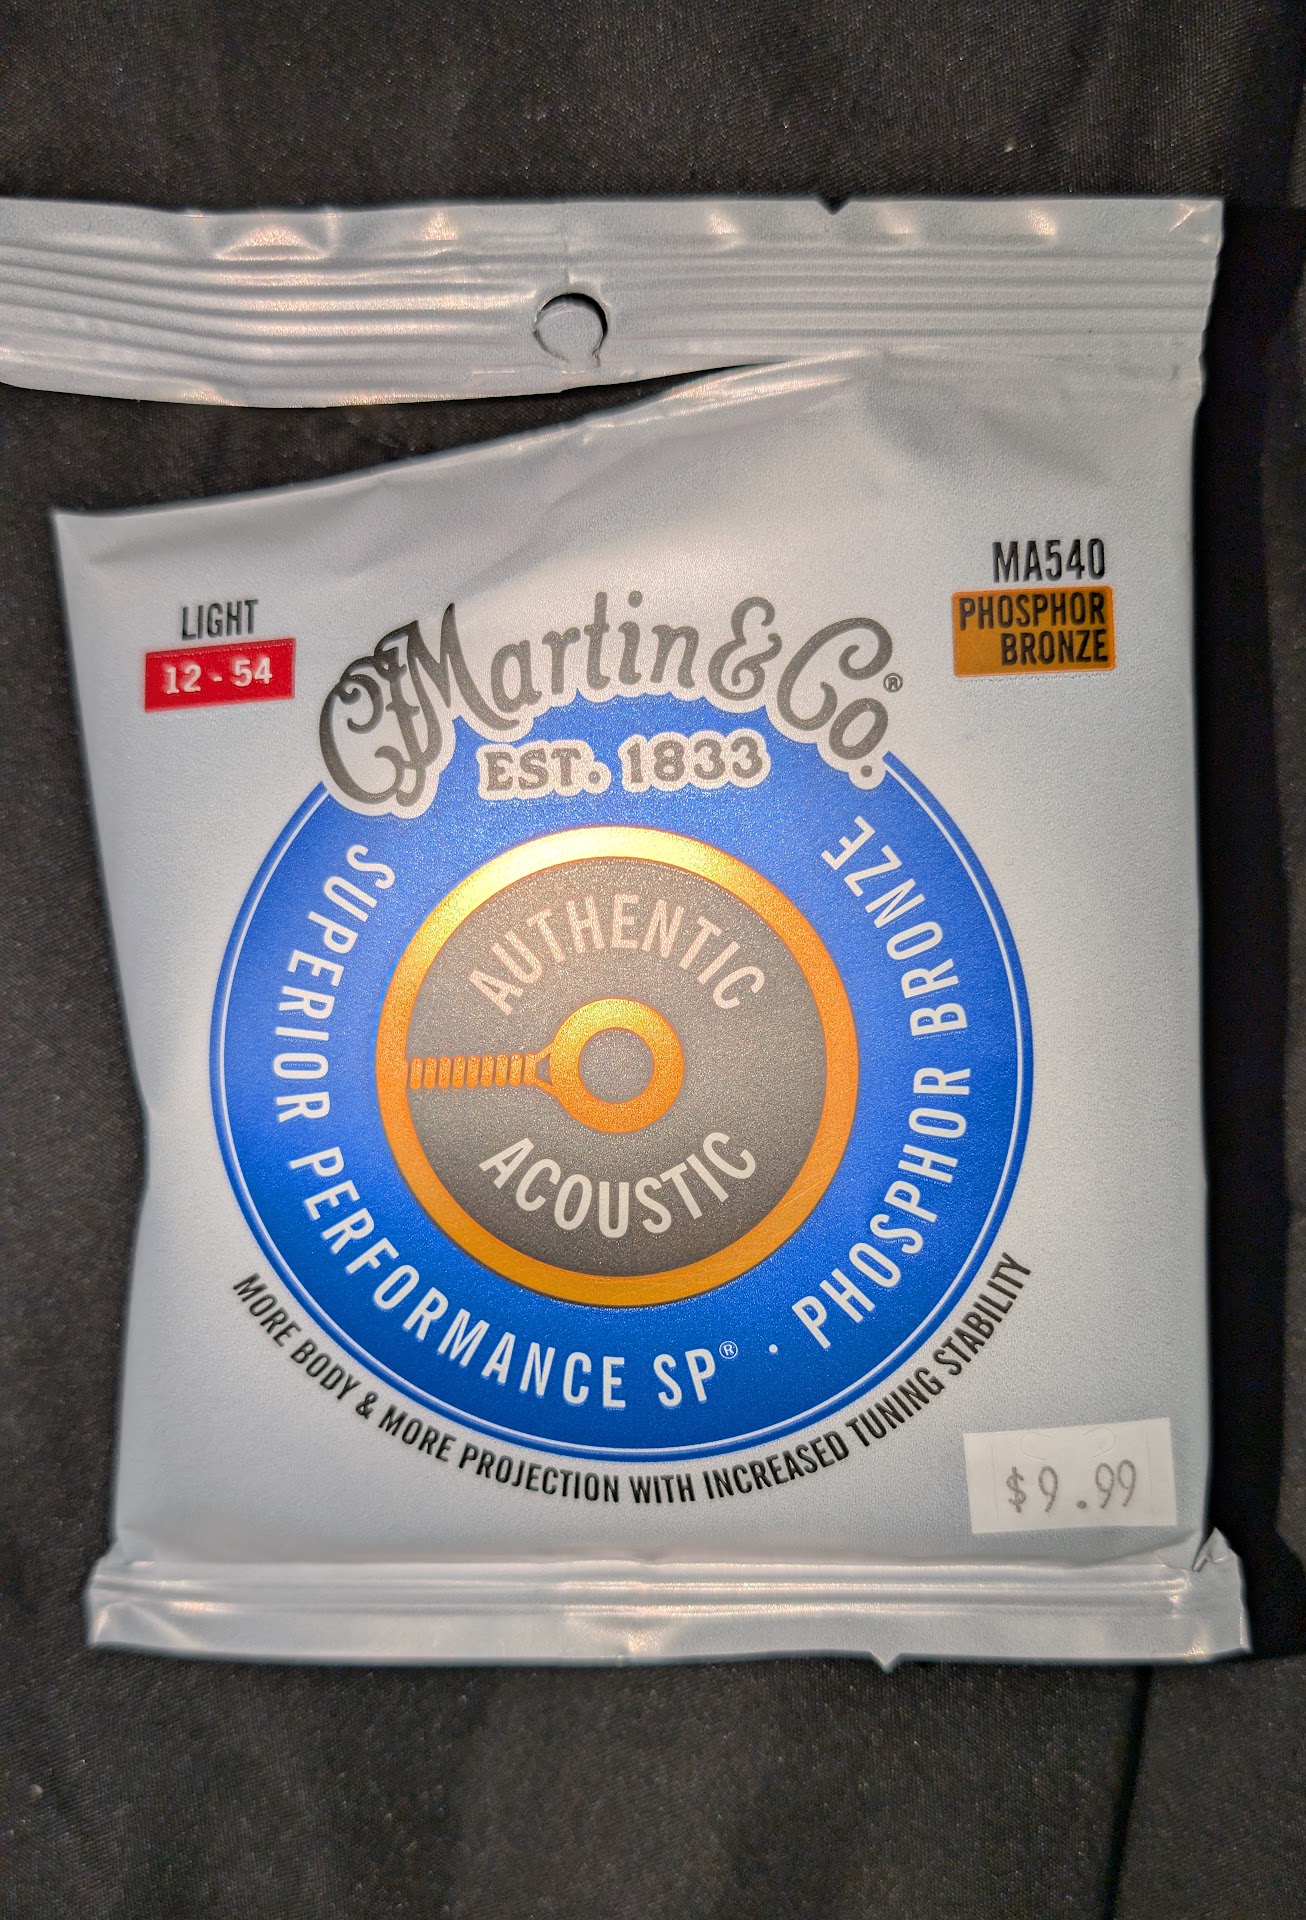 LIGHT
12 - 54
MA540
PHOSPHOR
BRONZE
CFMartin & Co.®
EST. 1833
AUTHENTIC
ACOUSTIC
SUPERIOR PERFORMANCE SP® · PHOSPHOR BRONZE
MORE BODY & MORE PROJECTION WITH INCREASED TUNING STABILITY
$9.99